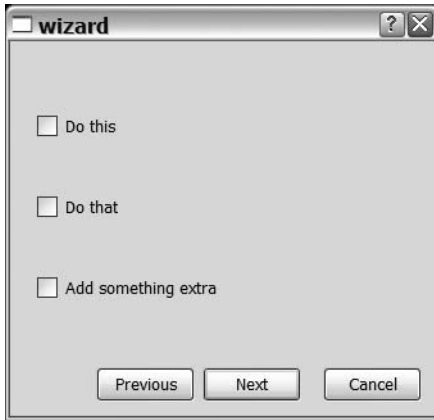 wizard
Do this
Do that
Add something extra
Previous Next Cancel